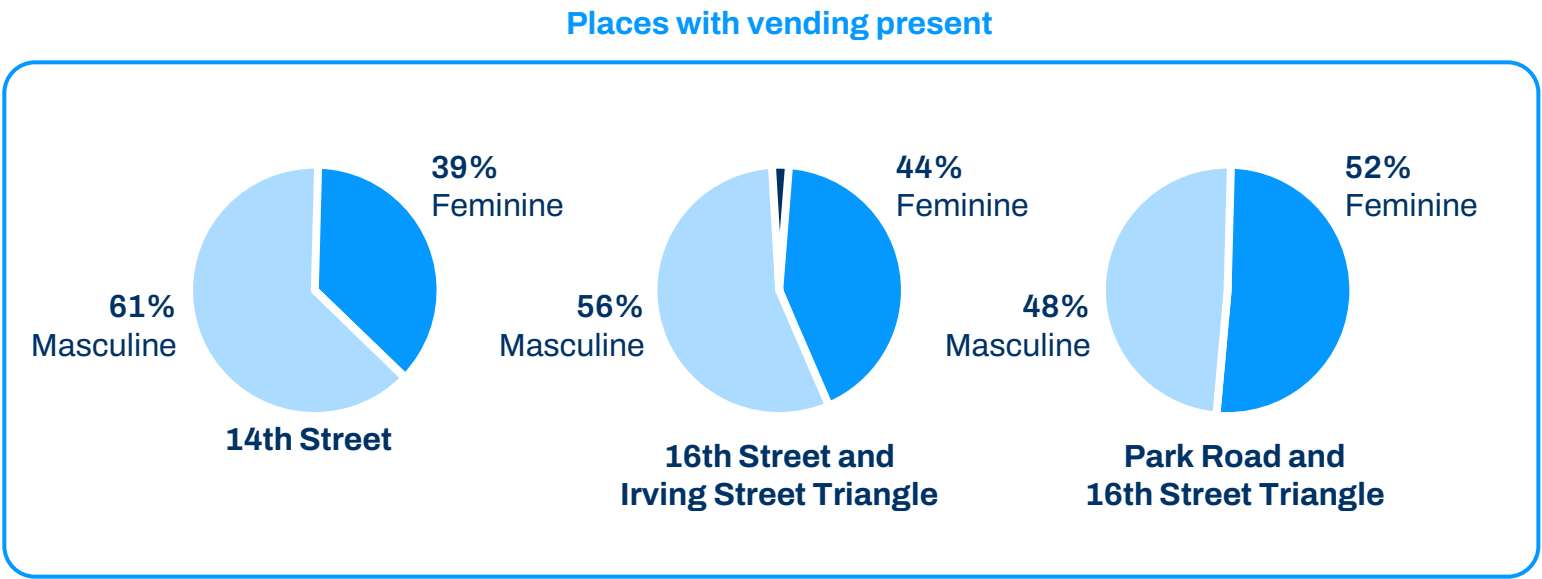 Places with vending present
39%
Feminine
61%
Masculine
14th Street
44%
Feminine
56%
Masculine
16th Street and
Irving Street Triangle
52%
Feminine
48%
Masculine
Park Road and
16th Street Triangle